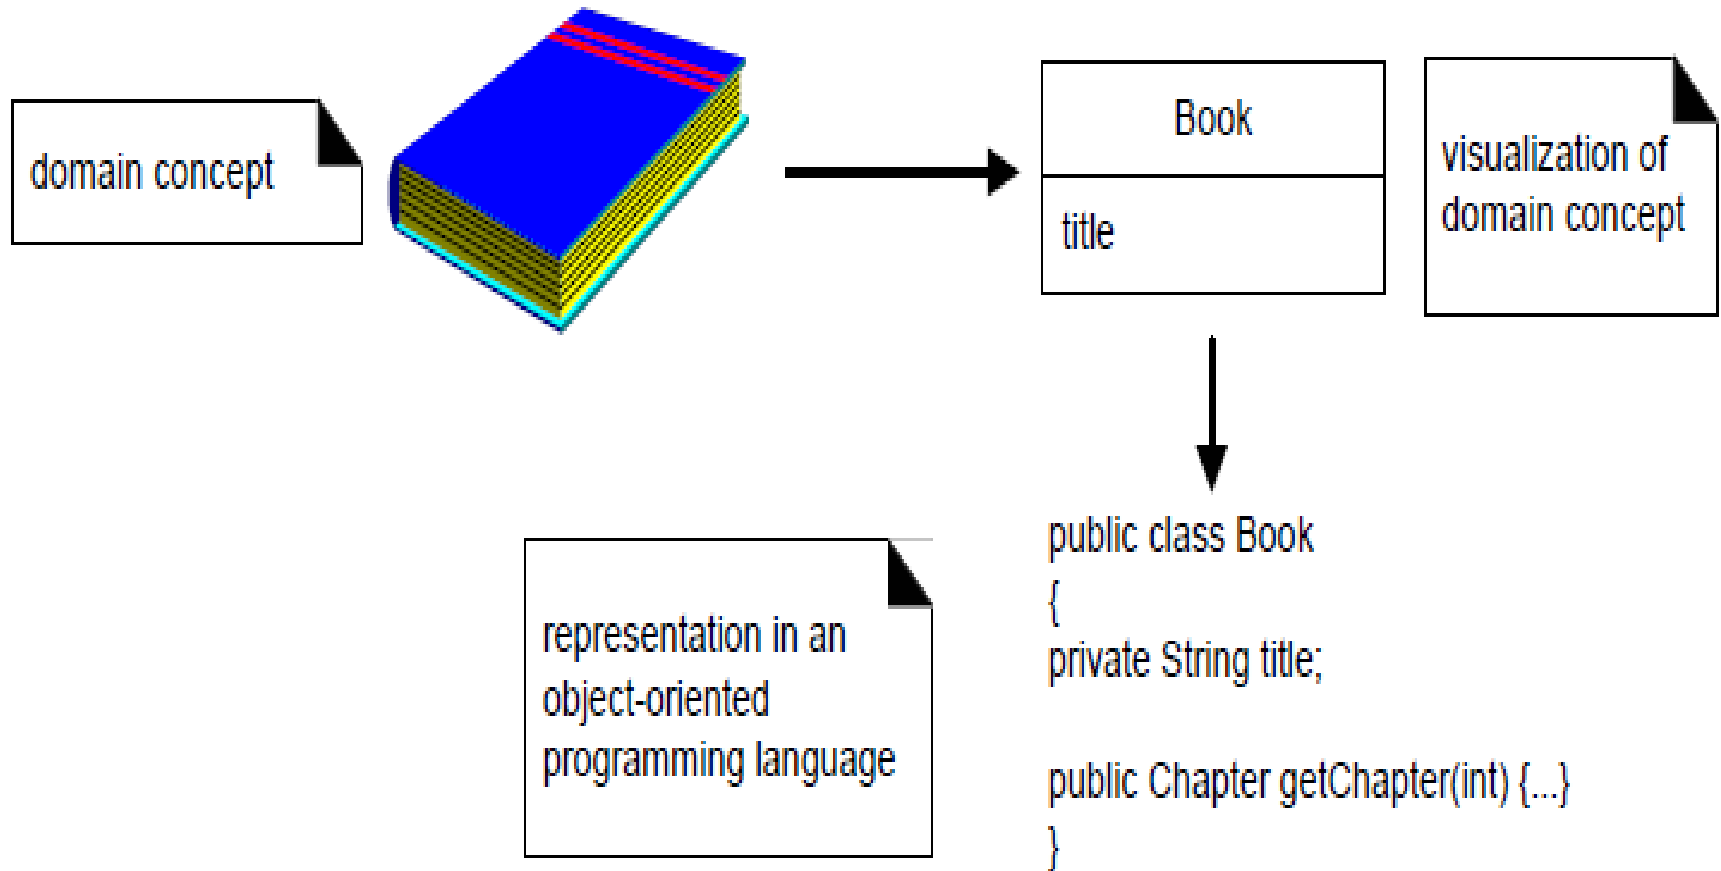 domain concept
Book
title
visualization of
domain concept
representation in an
object-oriented
programming language
public class Book
{
private String title;
public Chapter getChapter(int) {...}
}